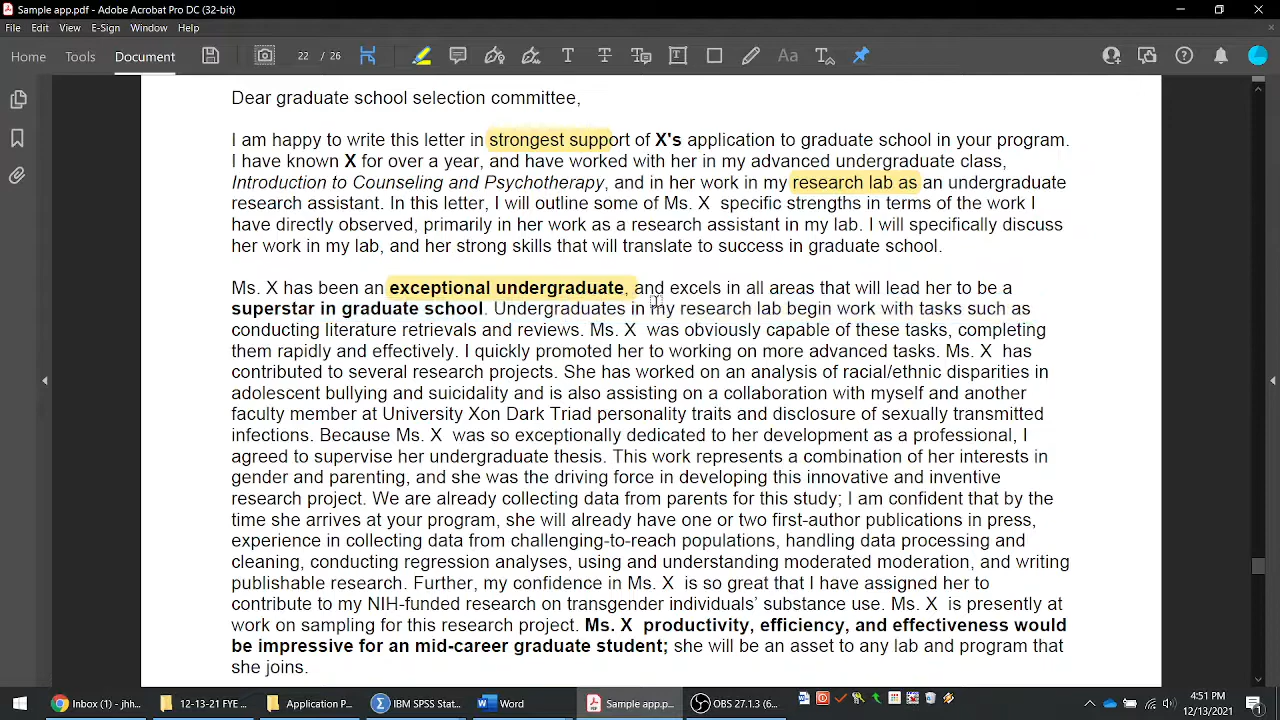 Sample app.pdf - Adobe Acrobat Pro DC (32-bit)
File Edit View E-Sign Window Help
Home Tools Document 22 / 26
Dear graduate school selection committee,
I am happy to write this letter in strongest support of X's application to graduate school in your program.
I have known X for over a year, and have worked with her in my advanced undergraduate class,
Introduction to Counseling and Psychotherapy, and in her work in my research lab as an undergraduate
research assistant. In this letter, I will outline some of Ms. X specific strengths in terms of the work I
have directly observed, primarily in her work as a research assistant in my lab. I will specifically discuss
her work in my lab, and her strong skills that will translate to success in graduate school.
Ms. X has been an exceptional undergraduate, and excels in all areas that will lead her to be a
superstar in graduate school. Undergraduates in my research lab begin work with tasks such as
conducting literature retrievals and reviews. Ms. X was obviously capable of these tasks, completing
them rapidly and effectively. I quickly promoted her to working on more advanced tasks. Ms. X has
contributed to several research projects. She has worked on an analysis of racial/ethnic disparities in
adolescent bullying and suicidality and is also assisting on a collaboration with myself and another
faculty member at University Xon Dark Triad personality traits and disclosure of sexually transmitted
infections. Because Ms. X was so exceptionally dedicated to her development as a professional, I
agreed to supervise her undergraduate thesis. This work represents a combination of her interests in
gender and parenting, and she was the driving force in developing this innovative and inventive
research project. We are already collecting data from parents for this study; I am confident that by the
time she arrives at your program, she will already have one or two first-author publications in press,
experience in collecting data from challenging-to-reach populations, handling data processing and
cleaning, conducting regression analyses, using and understanding moderated moderation, and writing
publishable research. Further, my confidence in Ms. X is so great that I have assigned her to
contribute to my NIH-funded research on transgender individuals' substance use. Ms. X is presently at
work on sampling for this research project. Ms. X productivity, efficiency, and effectiveness would
be impressive for an mid-career graduate student; she will be an asset to any lab and program that
she joins.
Inbox (1) - jhh... 12-13-21 FYE ... Application P... IBM SPSS Stat... Word Sample app.p... OBS 27.1.3 (6... 4:51 PM
12/13/2021